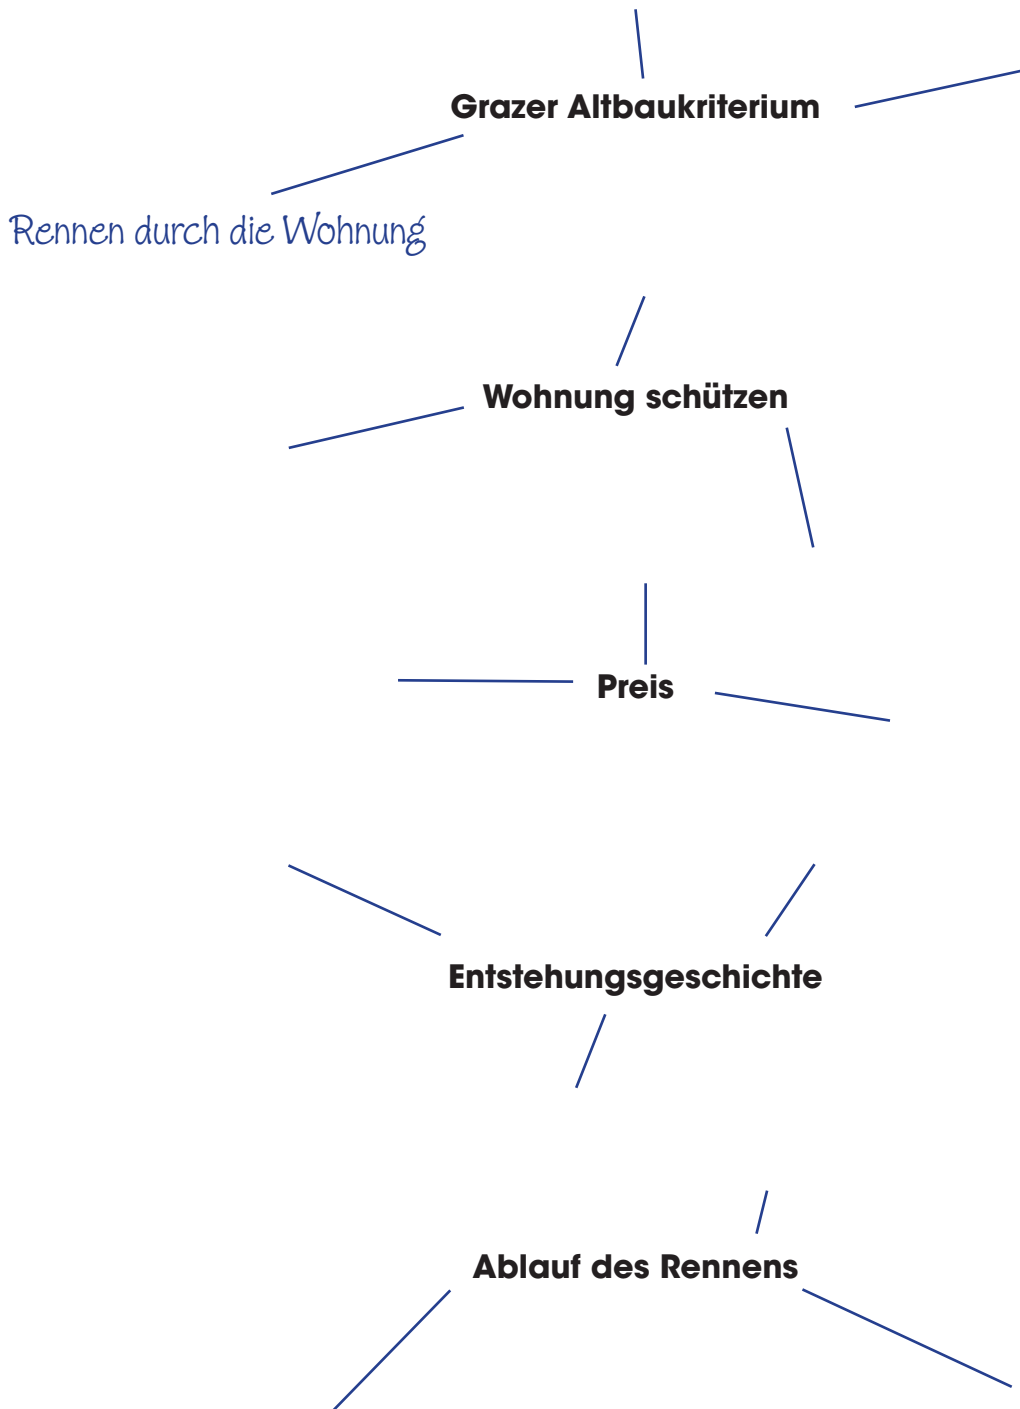 Grazer Altbaukriterium
Rennen durch die Wohnung
Wohnung schützen
Preis
Entstehungsgeschichte
Ablauf des Rennens